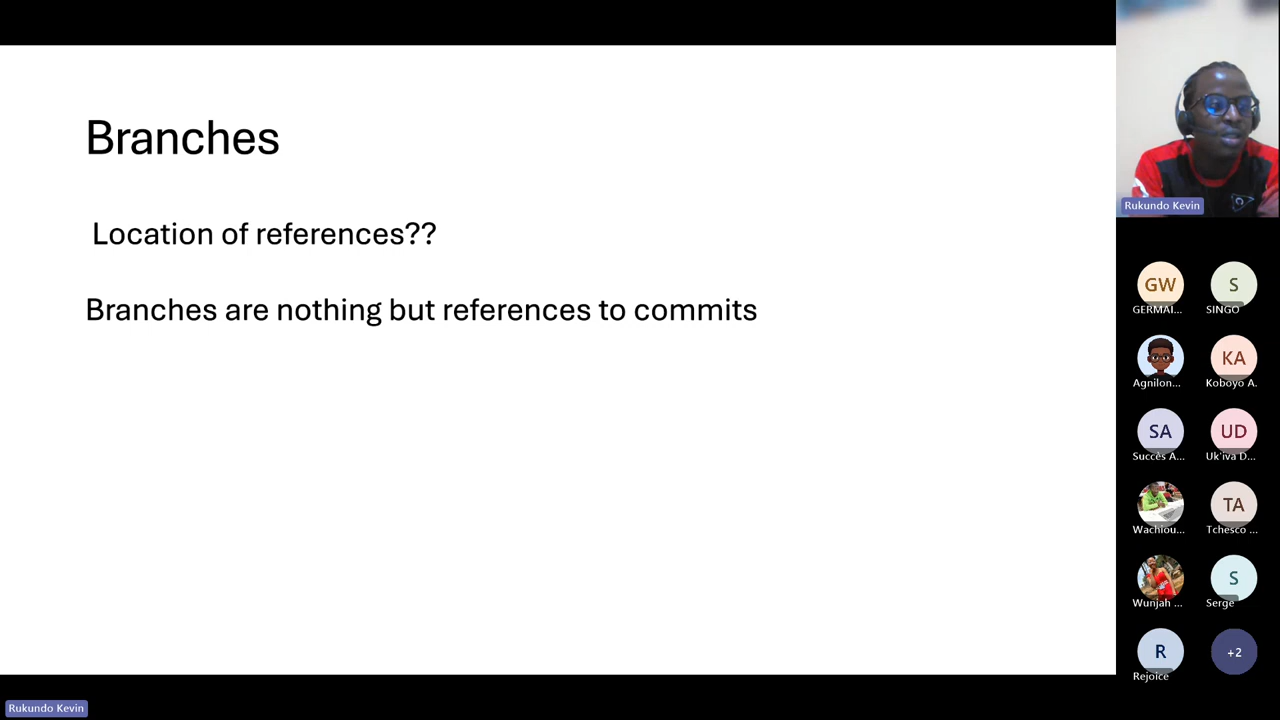 Branches
Location of references??
Branches are nothing but references to commits
Rukundo Kevin
GW
GERMAI...
S
SINGO
Agnilon...
KA
Koboyo A.
SA
Succès A...
UD
Uk'iva D...
Wachiou...
TA
Tchesco ...
Wunjah ...
S
Serge
R
Rejoice
+2
Rukundo Kevin